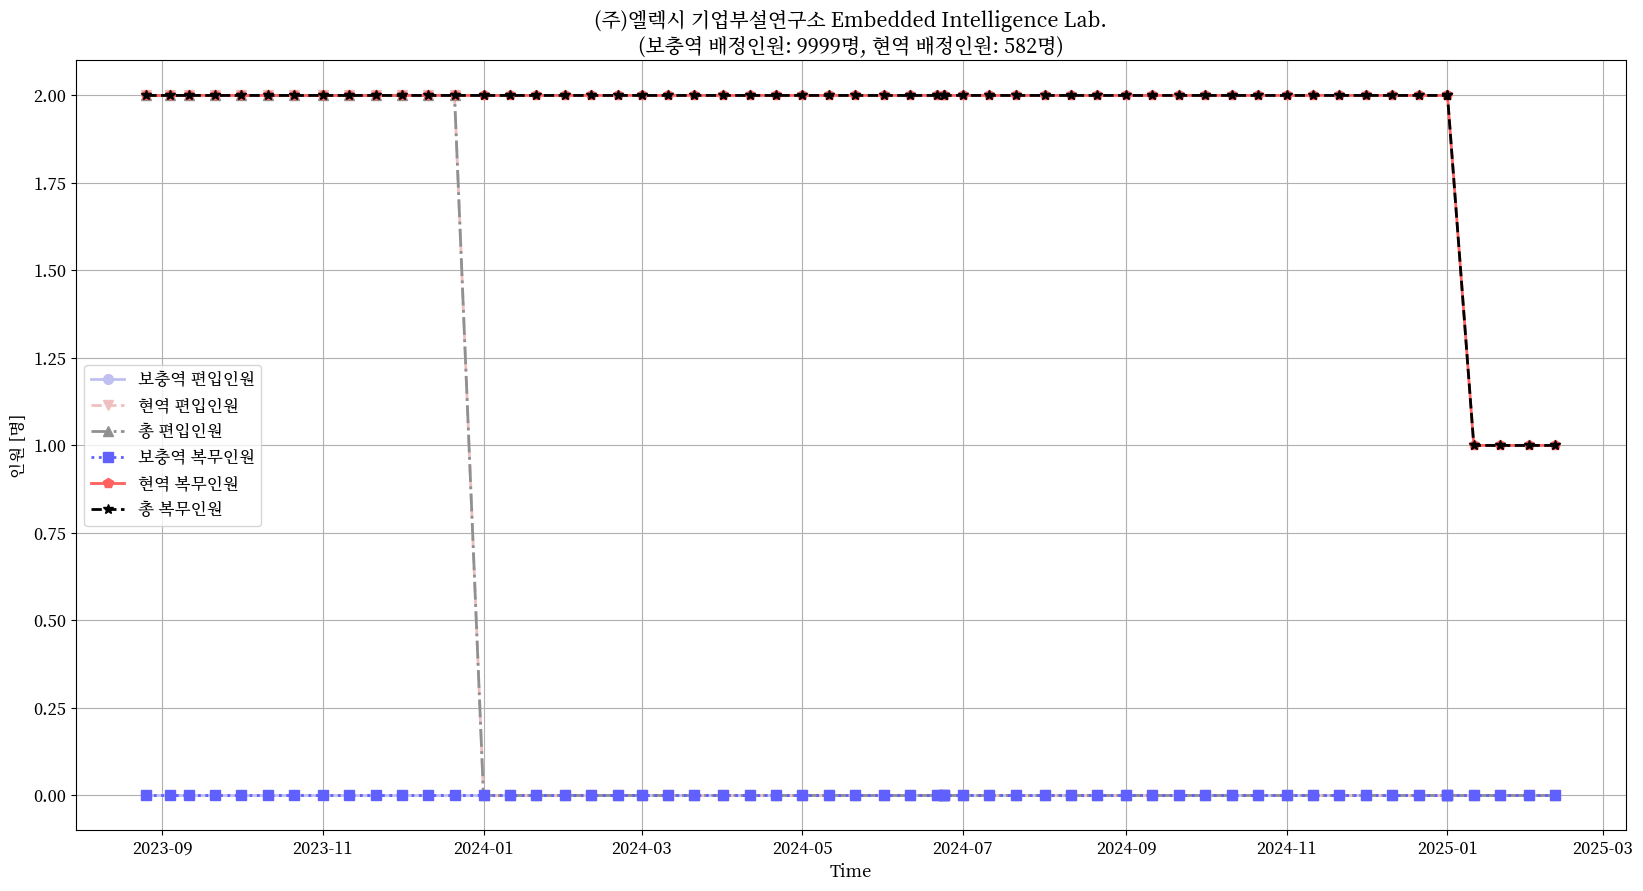 (주)엘렉시 기업부설연구소 Embedded Intelligence Lab.
(보충역 배정인원: 9999명, 현역 배정인원: 582명)
인원 [명]
2.00
1.75
1.50
1.25
1.00
0.75
0.50
0.25
0.00
보충역 편입인원
현역 편입인원
총 편입인원
보충역 복무인원
현역 복무인원
총 복무인원
2023-09 2023-11 2024-01 2024-03 2024-05 2024-07 2024-09 2024-11 2025-01 2025-03
Time